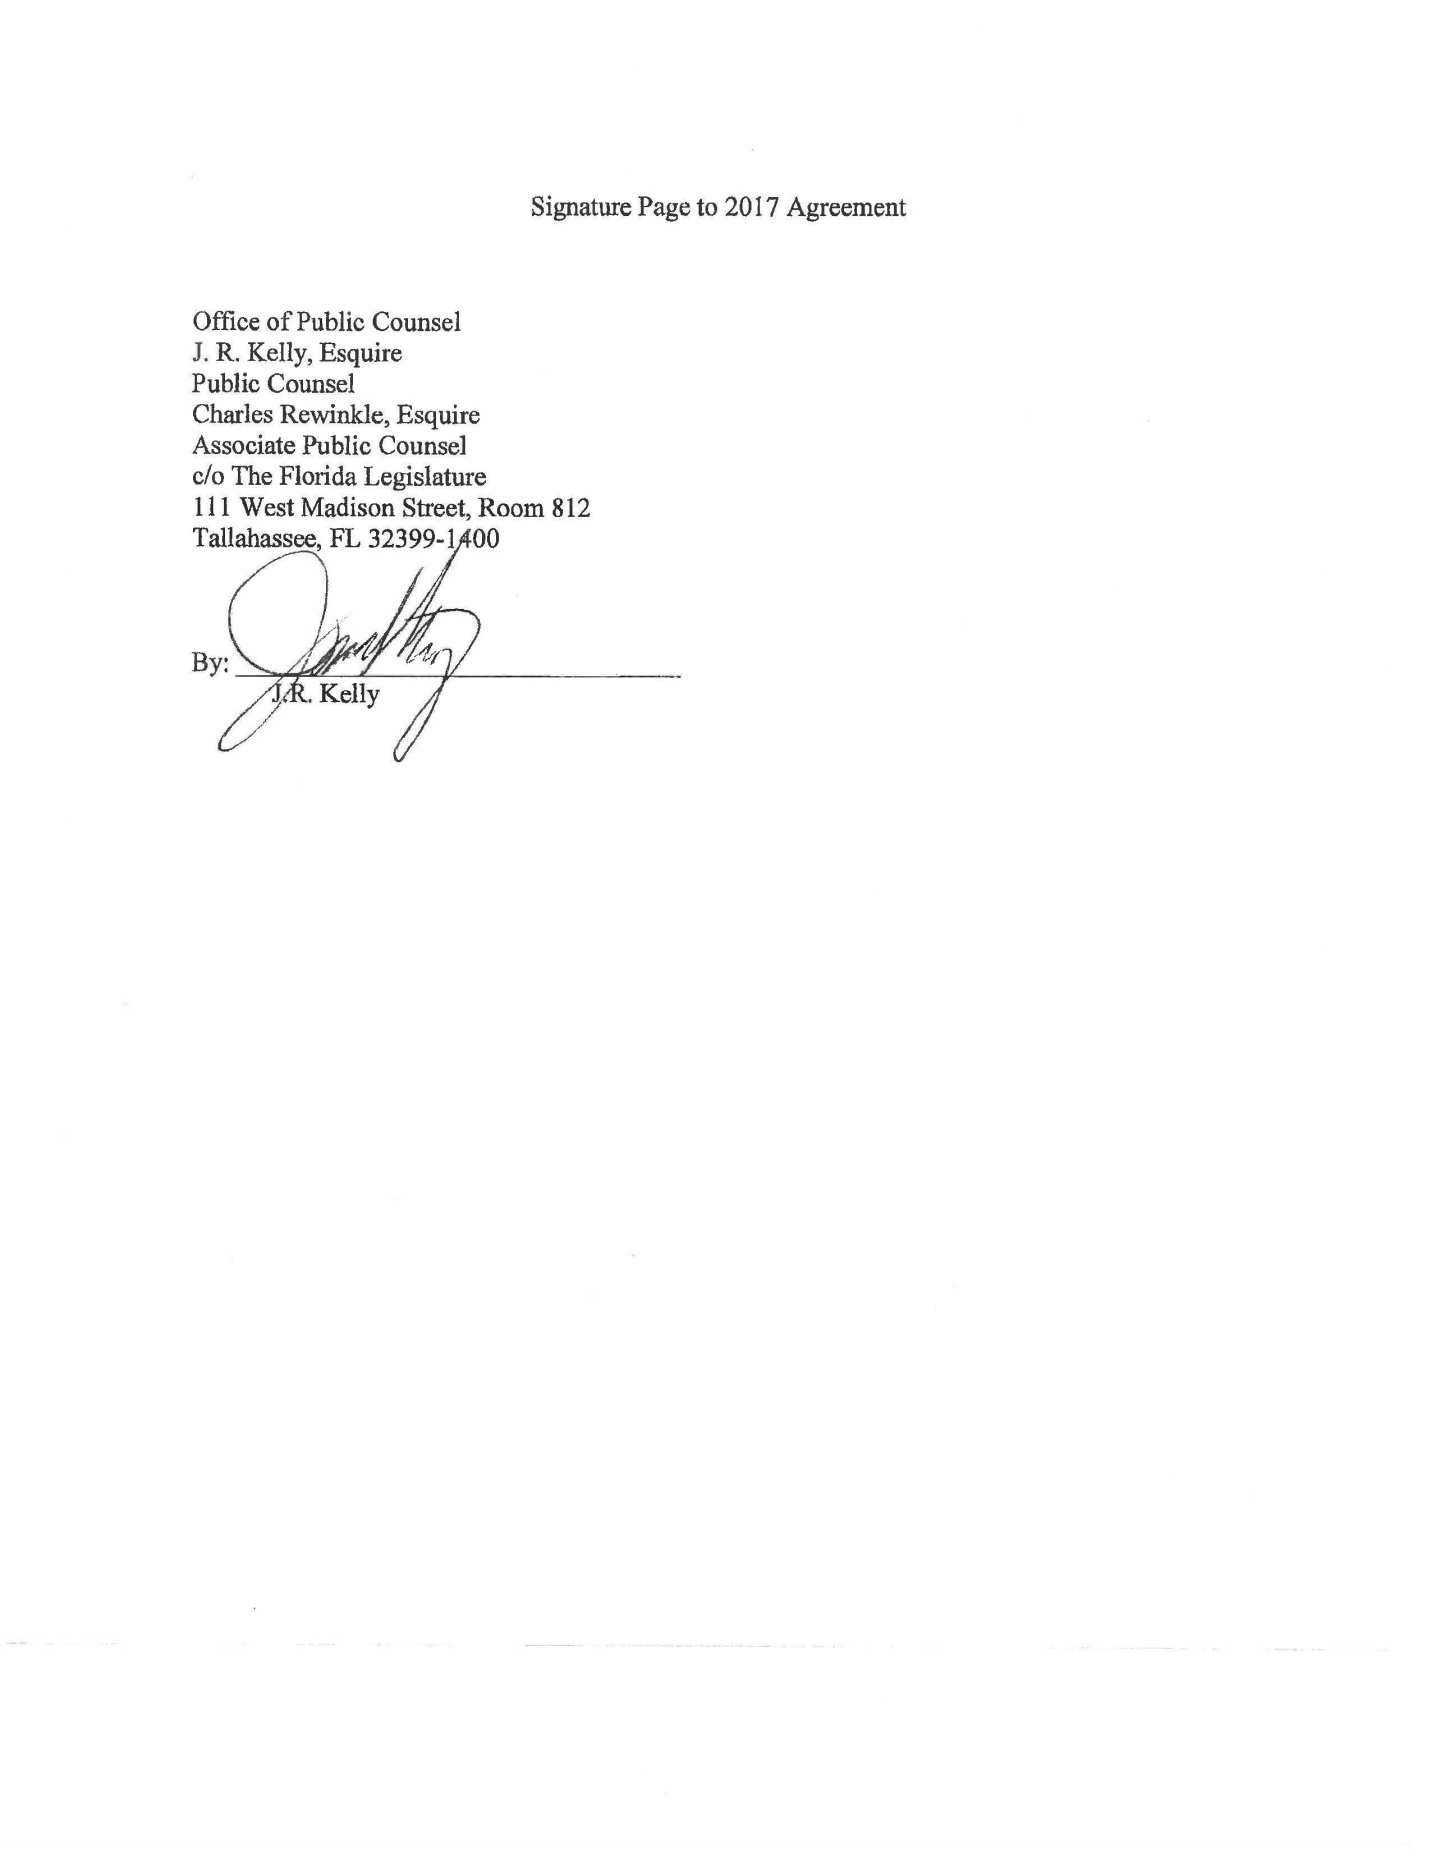 Signature Page to 2017 Agreement
Office of Public Counsel
J. R. Kelly, Esquire
Public Counsel
Charles Rewinkle, Esquire
Associate Public Counsel
c/o The Florida Legislature
111 West Madison Street, Room 812
Tallahassee, FL 32399-1400
By:
J.R. Kelly